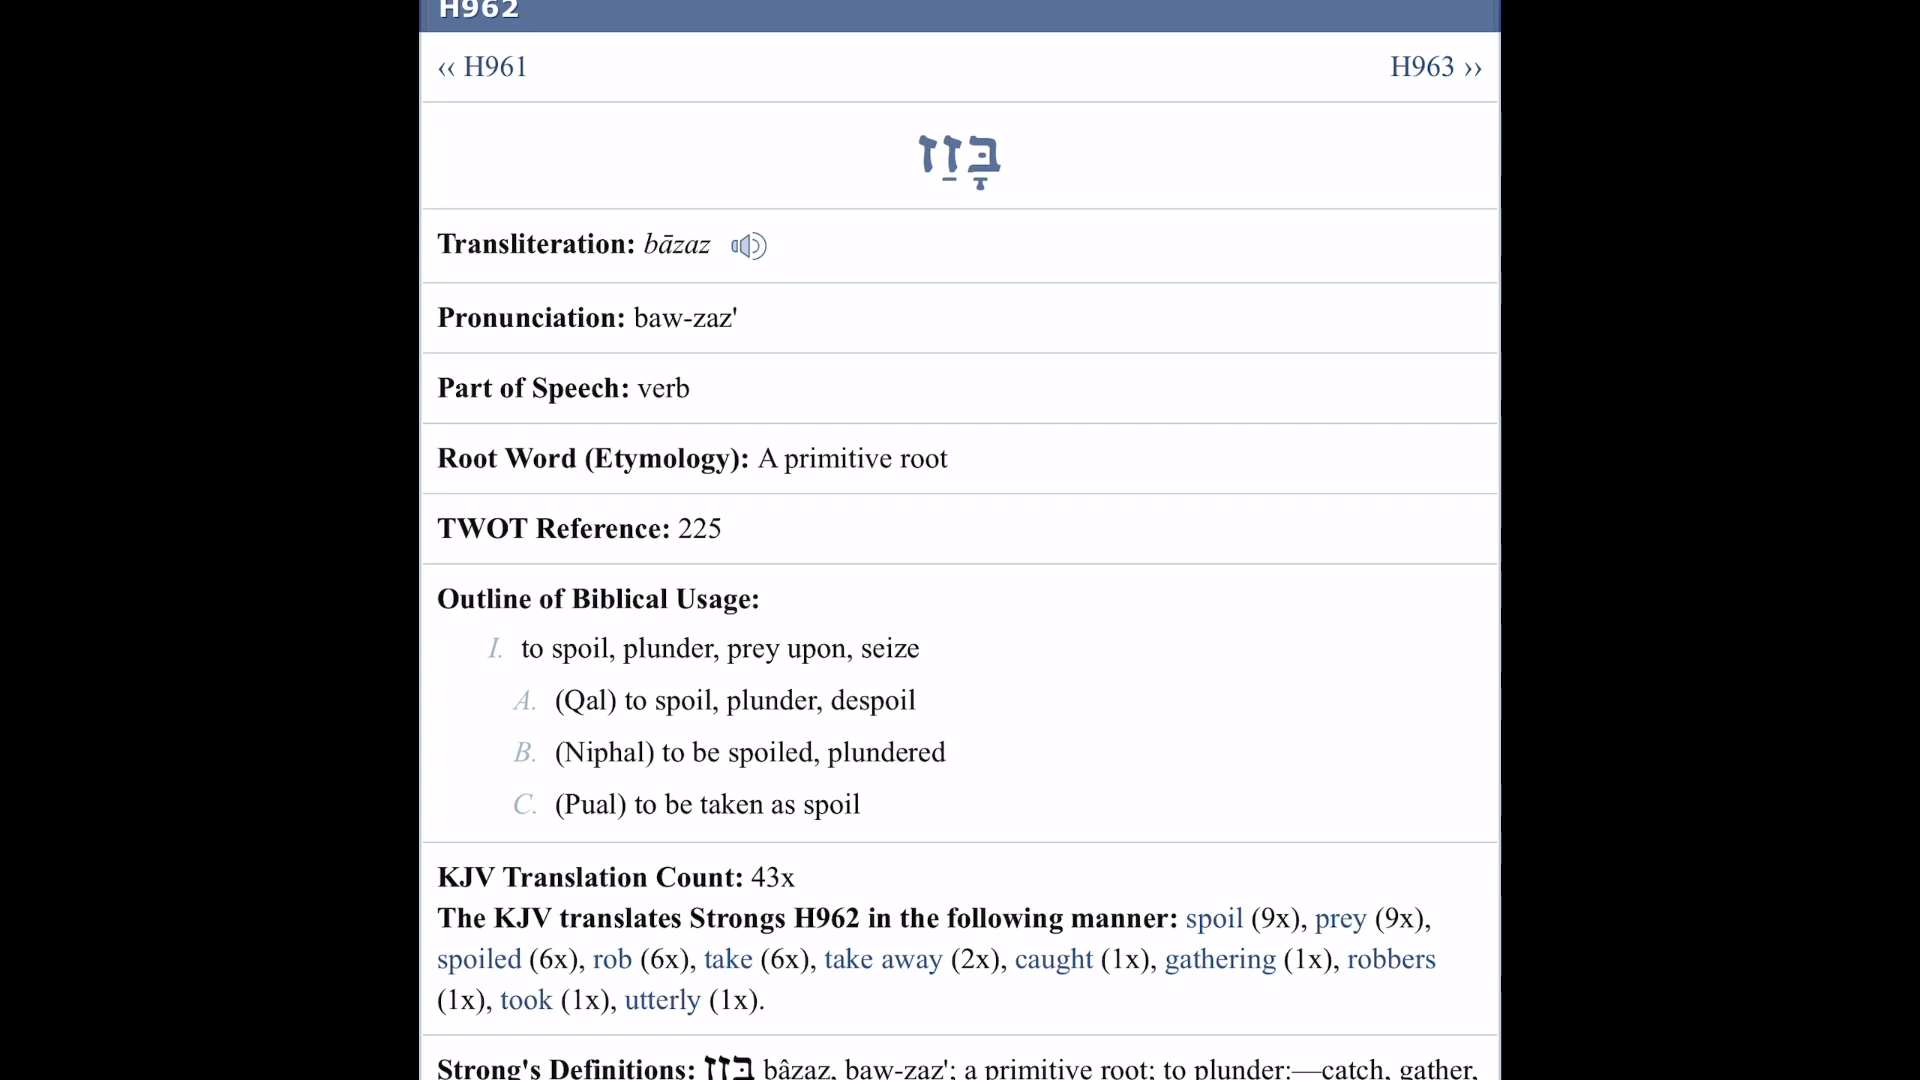 H962
‹‹ H961
H963 ››
בָּזַז
Transliteration: bāzaz
Pronunciation: baw-zaz'
Part of Speech: verb
Root Word (Etymology): A primitive root
TWOT Reference: 225
Outline of Biblical Usage:
I. to spoil, plunder, prey upon, seize
A. (Qal) to spoil, plunder, despoil
B. (Niphal) to be spoiled, plundered
C. (Pual) to be taken as spoil
KJV Translation Count: 43x
The KJV translates Strongs H962 in the following manner: spoil (9x), prey (9x),
spoiled (6x), rob (6x), take (6x), take away (2x), caught (1x), gathering (1x), robbers
(1x), took (1x), utterly (1x).
Strong's Definitions: בזז bâzaz, baw-zaz'; a primitive root; to plunder:—catch, gather,